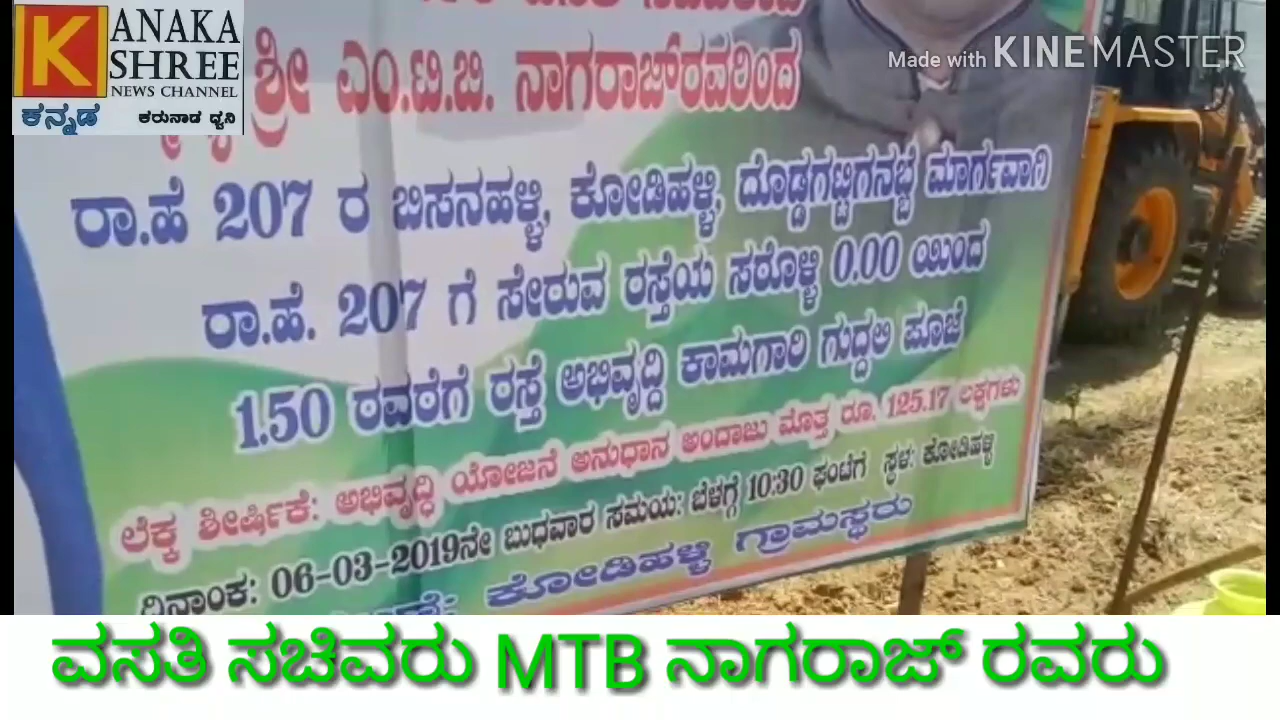 K ANAKA
SHREE
NEWS CHANNEL
ಕನ್ನಡ ಕರುನಾಡ ಧ್ವನಿ
Made with KINEMASTER
ಶ್ರೀ ಎಂ.ಟಿ.ಬಿ. ನಾಗರಾಜ್‌ರವರಿಂದ
ರಾ.ಹೆ 207 ರ ಬಿಸನಹಳ್ಳಿ, ಕೋಡಿಹಳ್ಳಿ, ದೊಡ್ಡಗಟ್ಟಿಗನಬ್ಬೆ ಮಾರ್ಗವಾಗಿ
ರಾ.ಹೆ. 207 ಗೆ ಸೇರುವ ರಸ್ತೆಯ ಸರೊಳ್ಳಿ 0.00 ಯಿಂದ
1.50 ರವರೆಗೆ ರಸ್ತೆ ಅಭಿವೃದ್ದಿ ಕಾಮಗಾರಿ ಗುದ್ದಲಿ ಪೂಜೆ
ಲೆಕ್ಕ ಶೀರ್ಷಿಕೆ: ಅಭಿವೃದ್ಧಿ ಯೋಜನೆ ಅನುಧಾನ ಅಂದಾಜು ಮೊತ್ತ ರೂ. 125.17 ಲಕ್ಷಗಳು
ದಿನಾಂಕ: 06-03-2019ನೇ ಬುಧವಾರ ಸಮಯ: ಬೆಳಗ್ಗೆ 10:30 ಘಂಟೆಗೆ ಸ್ಥಳ: ಕೋಡಿಹಳ್ಳಿ
ಕೋಡಿಹಳ್ಳಿ ಗ್ರಾಮಸ್ಥರು
ವಸತಿ ಸಚಿವರು MTB ನಾಗರಾಜ್ ರವರು